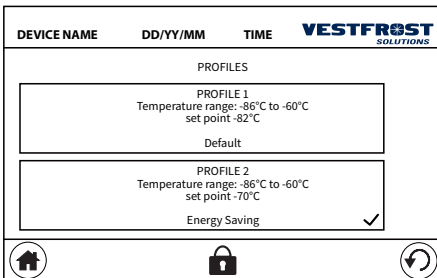 DEVICE NAME DD/YY/MM TIME VESTFROST SOLUTIONS
PROFILES
PROFILE 1
Temperature range: -86°C to -60°C
set point -82°C
Default
PROFILE 2
Temperature range: -86°C to -60°C
set point -70°C
Energy Saving